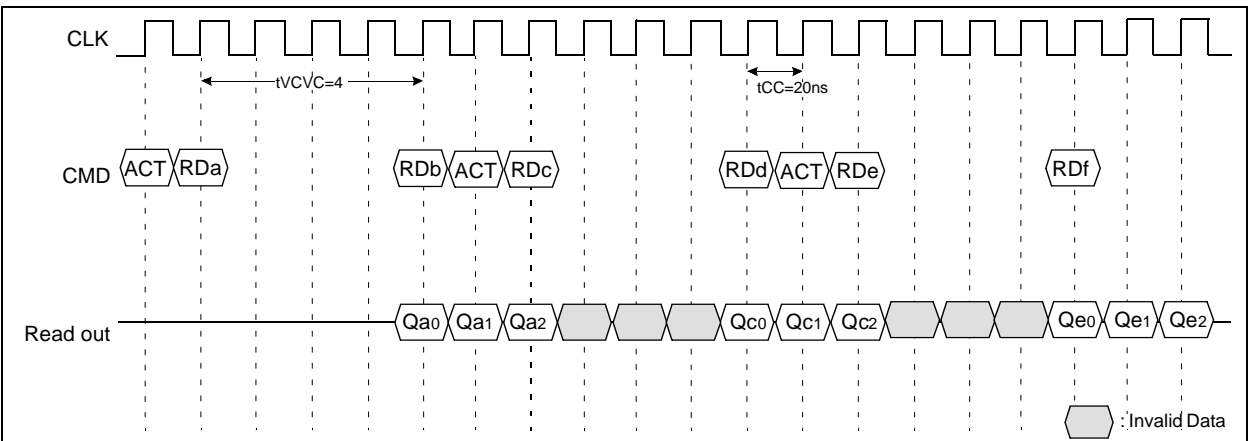 CLK
tVCVC=4
tCC=20ns
CMD ACT RDa RDb ACT RDc RDd ACT RDe RDf
Read out Qa0 Qa1 Qa2 Qc0 Qc1 Qc2 Qe0 Qe1 Qe2
: Invalid Data